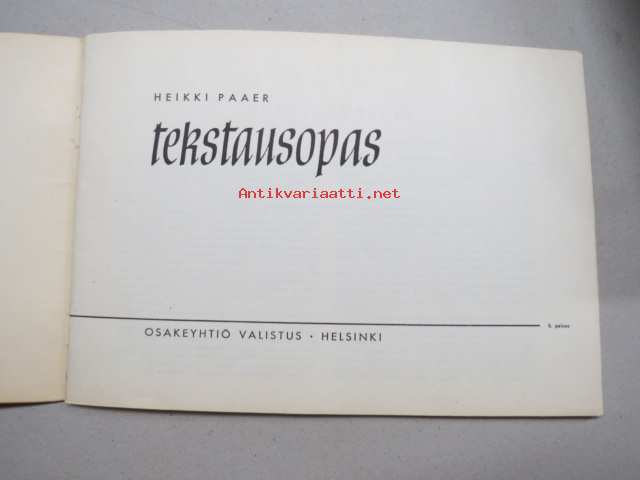 HEIKKI PAAER
tekstausopas
Antikvariaatti.net
OSAKEYHTIÖ VALISTUS · HELSINKI